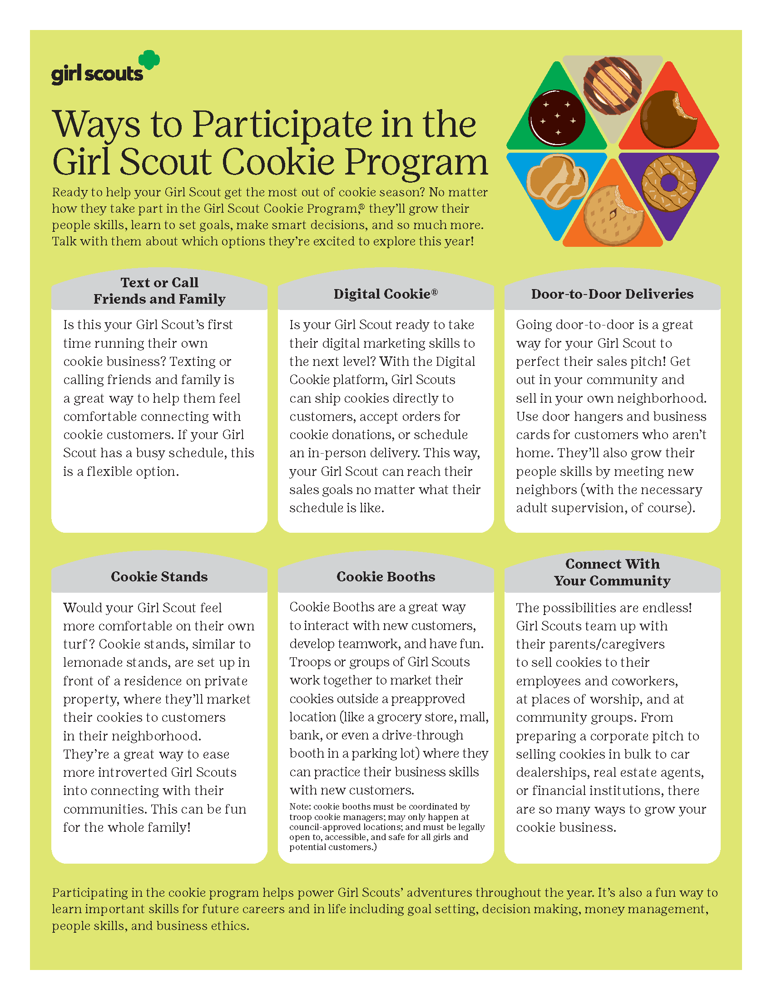 girl scouts
Ways to Participate in the
Girl Scout Cookie Program
Ready to help your Girl Scout get the most out of cookie season? No matter
how they take part in the Girl Scout Cookie Program,® they'll grow their
people skills, learn to set goals, make smart decisions, and so much more.
Talk with them about which options they're excited to explore this year!
Text or Call
Friends and Family
Is this your Girl Scout's first
time running their own
cookie business? Texting or
calling friends and family is
a great way to help them feel
comfortable connecting with
cookie customers. If your Girl
Scout has a busy schedule, this
is a flexible option.
Digital Cookie®
Is your Girl Scout ready to take
their digital marketing skills to
the next level? With the Digital
Cookie platform, Girl Scouts
can ship cookies directly to
customers, accept orders for
cookie donations, or schedule
an in-person delivery. This way,
your Girl Scout can reach their
sales goals no matter what their
schedule is like.
Door-to-Door Deliveries
Going door-to-door is a great
way for your Girl Scout to
perfect their sales pitch! Get
out in your community and
sell in your own neighborhood.
Use door hangers and business
cards for customers who aren't
home. They'll also grow their
people skills by meeting new
neighbors (with the necessary
adult supervision, of course).
Cookie Stands
Would your Girl Scout feel
more comfortable on their own
turf? Cookie stands, similar to
lemonade stands, are set up in
front of a residence on private
property, where they'll market
their cookies to customers
in their neighborhood.
They're a great way to ease
more introverted Girl Scouts
into connecting with their
communities. This can be fun
for the whole family!
Cookie Booths
Cookie Booths are a great way
to interact with new customers,
develop teamwork, and have fun.
Troops or groups of Girl Scouts
work together to market their
cookies outside a preapproved
location (like a grocery store, mall,
bank, or even a drive-through
booth in a parking lot) where they
can practice their business skills
with new customers.
Note: cookie booths must be coordinated by
troop cookie managers; may only happen at
council-approved locations; and must be legally
open to, accessible, and safe for all girls and
potential customers.)
Connect With
Your Community
The possibilities are endless!
Girl Scouts team up with
their parents/caregivers
to sell cookies to their
employees and coworkers,
at places of worship, and at
community groups. From
preparing a corporate pitch to
selling cookies in bulk to car
dealerships, real estate agents,
or financial institutions, there
are so many ways to grow your
cookie business.
Participating in the cookie program helps power Girl Scouts' adventures throughout the year. It's also a fun way to
learn important skills for future careers and in life including goal setting, decision making, money management,
people skills, and business ethics.